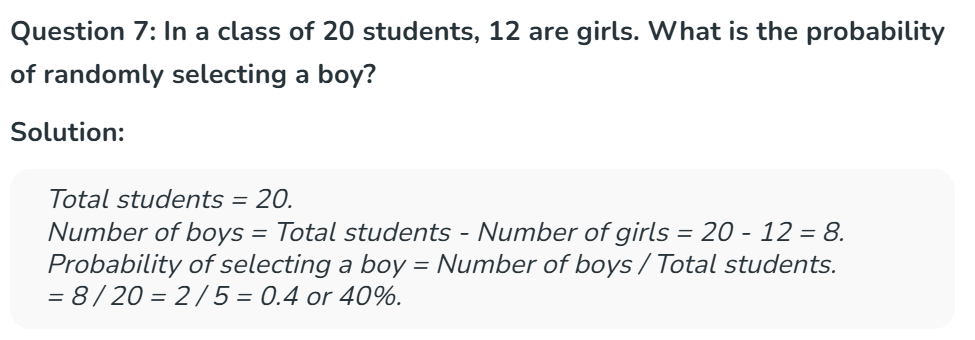 Question 7: In a class of 20 students, 12 are girls. What is the probability
of randomly selecting a boy?
Solution:
Total students = 20.
Number of boys = Total students - Number of girls = 20 - 12 = 8.
Probability of selecting a boy = Number of boys / Total students.
= 8 / 20 = 2 / 5 = 0.4 or 40%.